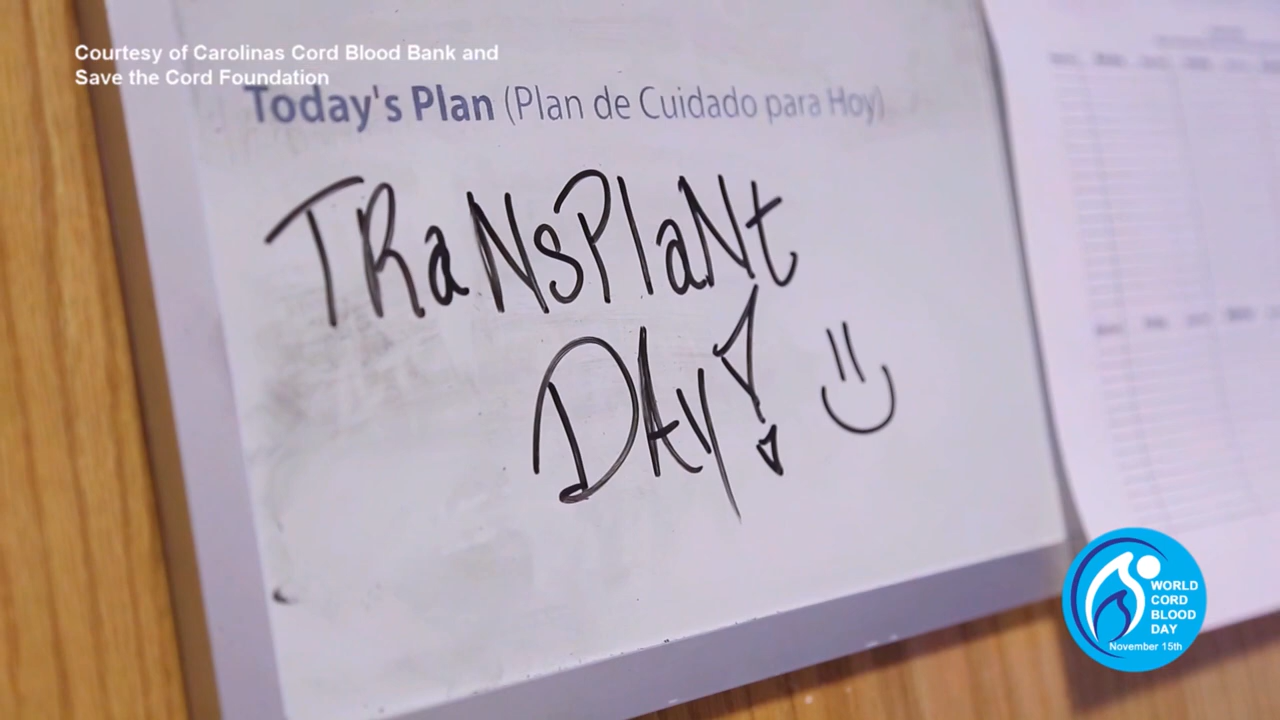 Courtesy of Carolinas Cord Blood Bank and
Save the Cord Foundation
Today's Plan (Plan de Cuidado para Hoy)
TRaNsPlaNt
DAy!
WORLD
CORD
BLOOD
DAY
November 15th